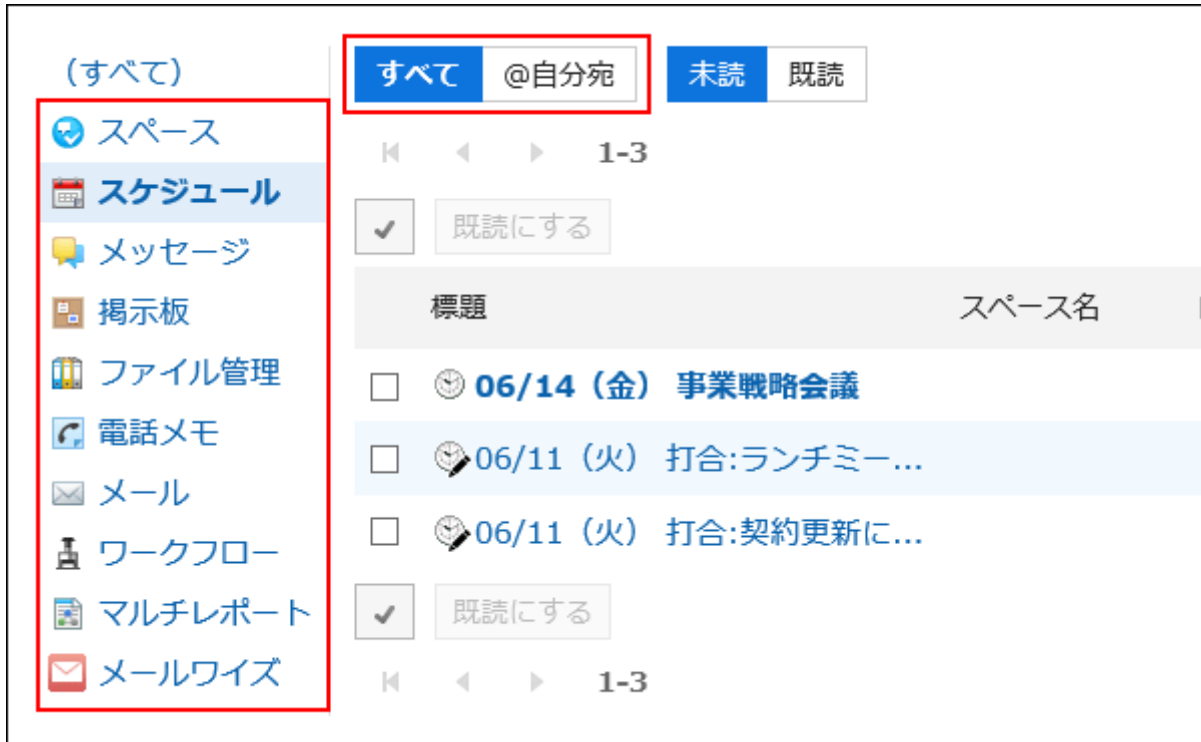 (すべて)
スペース
スケジュール
メッセージ
掲示板
ファイル管理
電話メモ
メール
ワークフロー
マルチレポート
メールワイズ
すべて @自分宛 未読 既読
1-3
既読にする
標題 スペース名
06/14(金) 事業戦略会議
06/11(火) 打合:ランチミー...
06/11(火) 打合:契約更新に...
既読にする
1-3